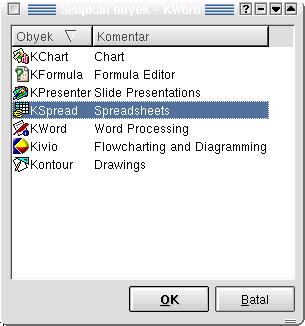 Sisipkan obyek - KWord
Obyek Komentar
KChart Chart
KFormula Formula Editor
KPresenter Slide Presentations
KSpread Spreadsheets
KWord Word Processing
Kivio Flowcharting and Diagramming
Kontour Drawings
OK Batal